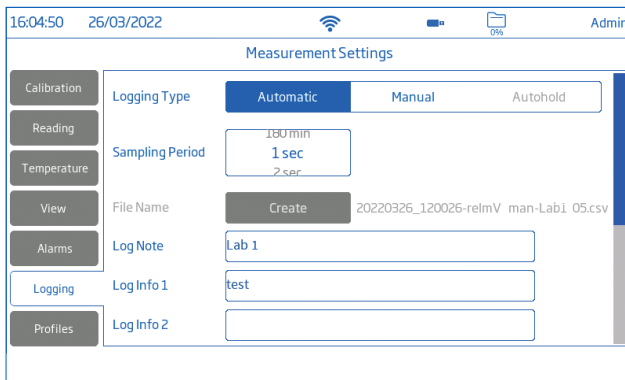 16:04:50 26/03/2022 0% Admin
Measurement Settings
Calibration
Reading
Temperature
View
Alarms
Logging
Profiles
Logging Type Automatic Manual Autohold
180 min
Sampling Period 1 sec
2 sec
File Name Create 20220326_120026-relmV man-Lab1 05.csv
Log Note Lab 1
Log Info 1 test
Log Info 2